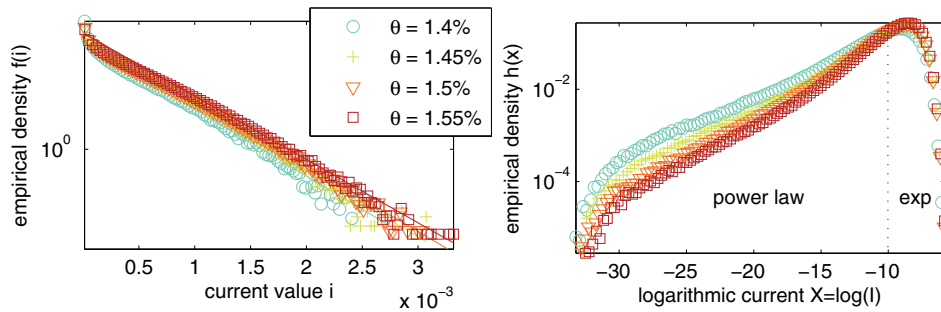 empirical density f(i)
10^0
0.5 1 1.5 2 2.5 3
current value i
x 10^-3
θ = 1.4%
θ = 1.45%
θ = 1.5%
θ = 1.55%
empirical density h(x)
10^-2
10^-4
power law
exp
-30 -25 -20 -15 -10
logarithmic current X=log(I)